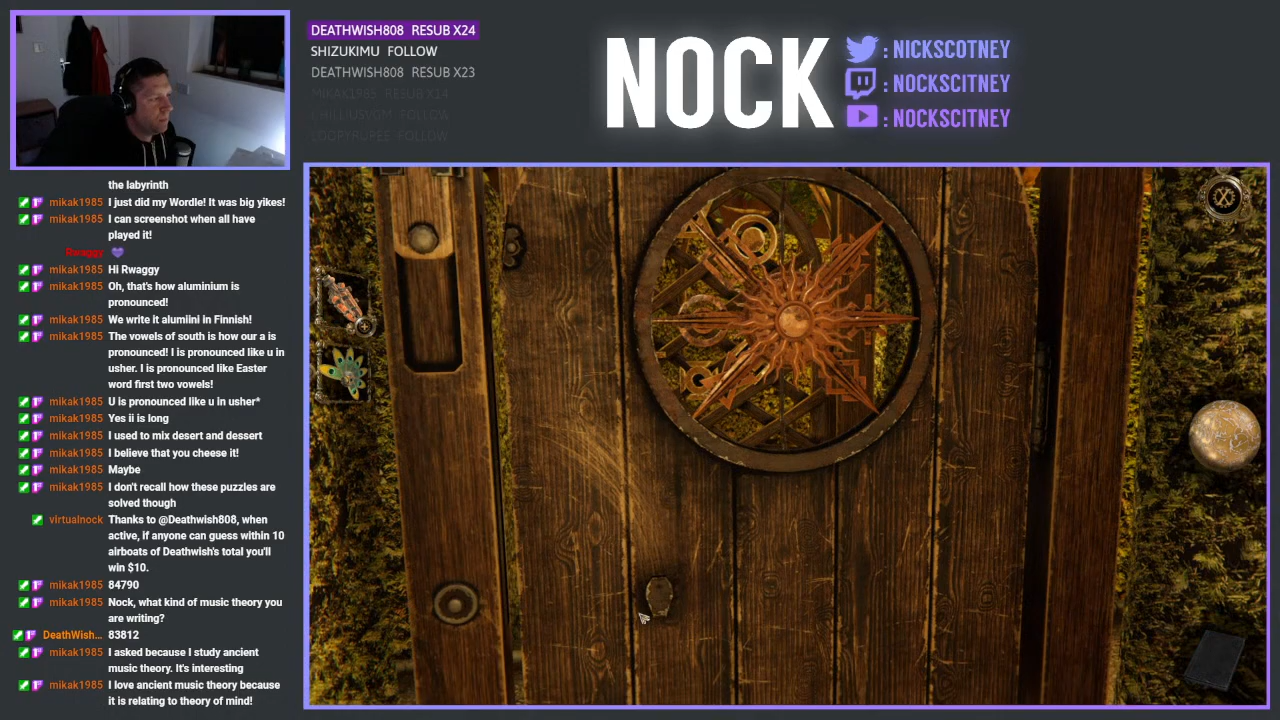 DEATHWISH808 RESUB X24
SHIZUKIMU FOLLOW
DEATHWISH808 RESUB X23
MIKAK1985 RESUB X14
NOCK
: NICKSCOTNEY
: NOCKSCITNEY
: NOCKSCITNEY
the labyrinth
mikak1985 I just did my Wordle! It was big yikes!
mikak1985 I can screenshot when all have
played it!
Rwaggy
mikak1985 Hi Rwaggy
mikak1985 Oh, that's how aluminium is
pronounced!
mikak1985 We write it alumiini in Finnish!
mikak1985 The vowels of south is how our a is
pronounced! I is pronounced like u in
usher. I is pronounced like Easter
word first two vowels!
mikak1985 U is pronounced like u in usher*
mikak1985 Yes ii is long
mikak1985 I used to mix desert and dessert
mikak1985 I believe that you cheese it!
mikak1985 Maybe
mikak1985 I don't recall how these puzzles are
solved though
virtualnock Thanks to @Deathwish808, when
active, if anyone can guess within 10
airboats of Deathwish's total you'll
win $10.
mikak1985 84790
mikak1985 Nock, what kind of music theory you
are writing?
DeathWish... 83812
mikak1985 I asked because I study ancient
music theory. It's interesting
mikak1985 I love ancient music theory because
it is relating to theory of mind!